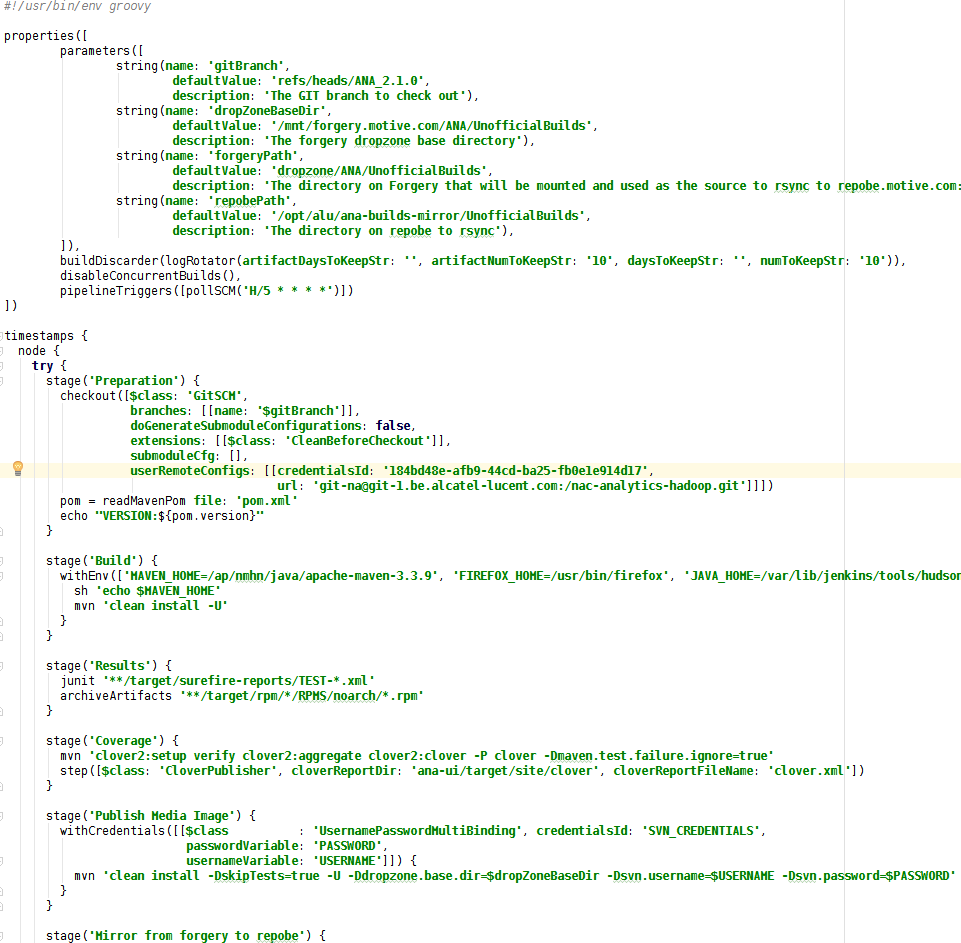 #!/usr/bin/env groovy

properties([
        parameters([
                string(name: 'gitBranch',
                        defaultValue: 'refs/heads/ANA_2.1.0',
                        description: 'The GIT branch to check out'),
                string(name: 'dropZoneBaseDir',
                        defaultValue: '/mnt/forgery.motive.com/ANA/UnofficialBuilds',
                        description: 'The forgery dropzone base directory'),
                string(name: 'forgeryPath',
                        defaultValue: 'dropzone/ANA/UnofficialBuilds',
                        description: 'The directory on Forgery that will be mounted and used as the source to rsync to repobe.motive.com:
                string(name: 'repobePath',
                        defaultValue: '/opt/alu/ana-builds-mirror/UnofficialBuilds',
                        description: 'The directory on repobe to rsync'),
        ]),
        buildDiscarder(logRotator(artifactDaysToKeepStr: '', artifactNumToKeepStr: '10', daysToKeepStr: '', numToKeepStr: '10')),
        disableConcurrentBuilds(),
        pipelineTriggers([pollSCM('H/5 * * * *')])
])

timestamps {
  node {
    try {
      stage('Preparation') {
        checkout([$class: 'GitSCM',
                  branches: [[name: '$gitBranch']],
                  doGenerateSubmoduleConfigurations: false,
                  extensions: [[$class: 'CleanBeforeCheckout']],
                  submoduleCfg: [],
                  userRemoteConfigs: [[credentialsId: '184bd48e-afb9-44cd-ba25-fb0e1e914d17',
                                       url: 'git-na@git-1.be.alcatel-lucent.com:/nac-analytics-hadoop.git']]])
        pom = readMavenPom file: 'pom.xml'
        echo "VERSION:${pom.version}"
      }

      stage('Build') {
        withEnv(['MAVEN_HOME=/ap/nmhn/java/apache-maven-3.3.9', 'FIREFOX_HOME=/usr/bin/firefox', 'JAVA_HOME=/var/lib/jenkins/tools/hudson
          sh 'echo $MAVEN_HOME'
          mvn 'clean install -U'
        }
      }

      stage('Results') {
        junit '**/target/surefire-reports/TEST-*.xml'
        archiveArtifacts '**/target/rpm/*/RPMS/noarch/*.rpm'
      }

      stage('Coverage') {
        mvn 'clover2:setup verify clover2:aggregate clover2:clover -P clover -Dmaven.test.failure.ignore=true'
        step([$class: 'CloverPublisher', cloverReportDir: 'ana-ui/target/site/clover', cloverReportFileName: 'clover.xml'])
      }

      stage('Publish Media Image') {
        withCredentials([[$class          : 'UsernamePasswordMultiBinding', credentialsId: 'SVN_CREDENTIALS',
                          passwordVariable: 'PASSWORD',
                          usernameVariable: 'USERNAME']]) {
          mvn 'clean install -DskipTests=true -U -Ddropzone.base.dir=$dropZoneBaseDir -Dsvn.username=$USERNAME -Dsvn.password=$PASSWORD'
        }
      }

      stage('Mirror from forgery to repobe') {